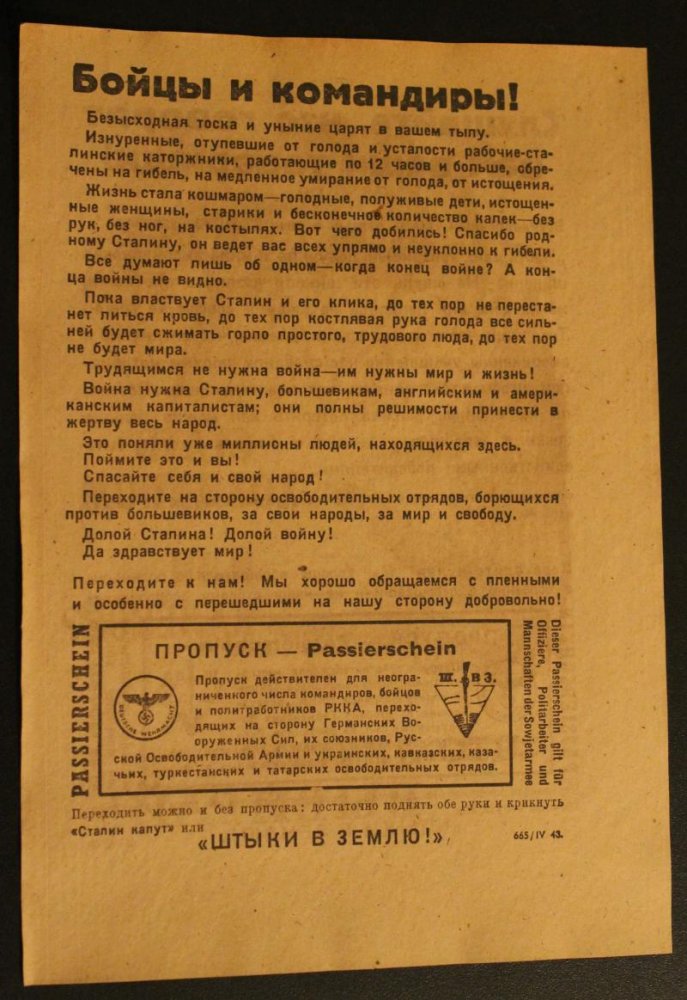 Бойцы и командиры!
Безысходная тоска и уныние царят в вашем тылу.
Изнуренные, отупевшие от голода и усталости рабочие-ста-
линские каторжники, работающие по 12 часов и больше, обре-
чены на гибель, на медленное умирание от голода, от истощения.
Жизнь стала кошмаром—голодные, полуживые дети, истощен-
ные женщины, старики и бесконечное количество калек—без
рук, без ног, на костылях. Вот чего добились! Спасибо род-
ному Сталину, он ведет вас всех упрямо и неуклонно к гибели.
Все думают лишь об одном—когда конец войне? А кон-
ца войны не видно.
Пока властвует Сталин и его клика, до тех пор не переста-
нет литься кровь, до тех пор костлявая рука голода все силь-
ней будет сжимать горло простого, трудового люда, до тех пор
не будет мира.
Трудящимся не нужна война—им нужны мир и жизнь!
Война нужна Сталину, большевикам, английским и амери-
канским капиталистам; они полны решимости принести в
жертву весь народ.
Это поняли уже миллионы людей, находящихся здесь.
Поймите это и вы!
Спасайте себя и свой народ!
Переходите на сторону освободительных отрядов, борющихся
против большевиков, за свои народы, за мир и свободу.
Долой Сталина! Долой войну!
Да здравствует мир!
Переходите к нам! Мы хорошо обращаемся с пленными
и особенно с перешедшими на нашу сторону добровольно!
PASSIERSCHEIN
ПРОПУСК — Passierschein
Пропуск действителен для неогра-
ниченного числа командиров, бойцов
и политработников РККА, перехо-
дящих на сторону Германских Во-
оруженных Сил, их союзников, Рус-
ской Освободительной Армии и украинских, кавказских, каза-
чьих, туркестанских и татарских освободительных отрядов.
DEUTSCHE WEHRMACHT
Ш. В З.
Dieser Passierschein gilt für
Offiziere, Politarbeiter und
Mannschaften der Sowjetarmee
Переходить можно и без пропуска: достаточно поднять обе руки и крикнуть
«Сталин капут» или
«ШТЫКИ В ЗЕМЛЮ!»
665/IV 43.